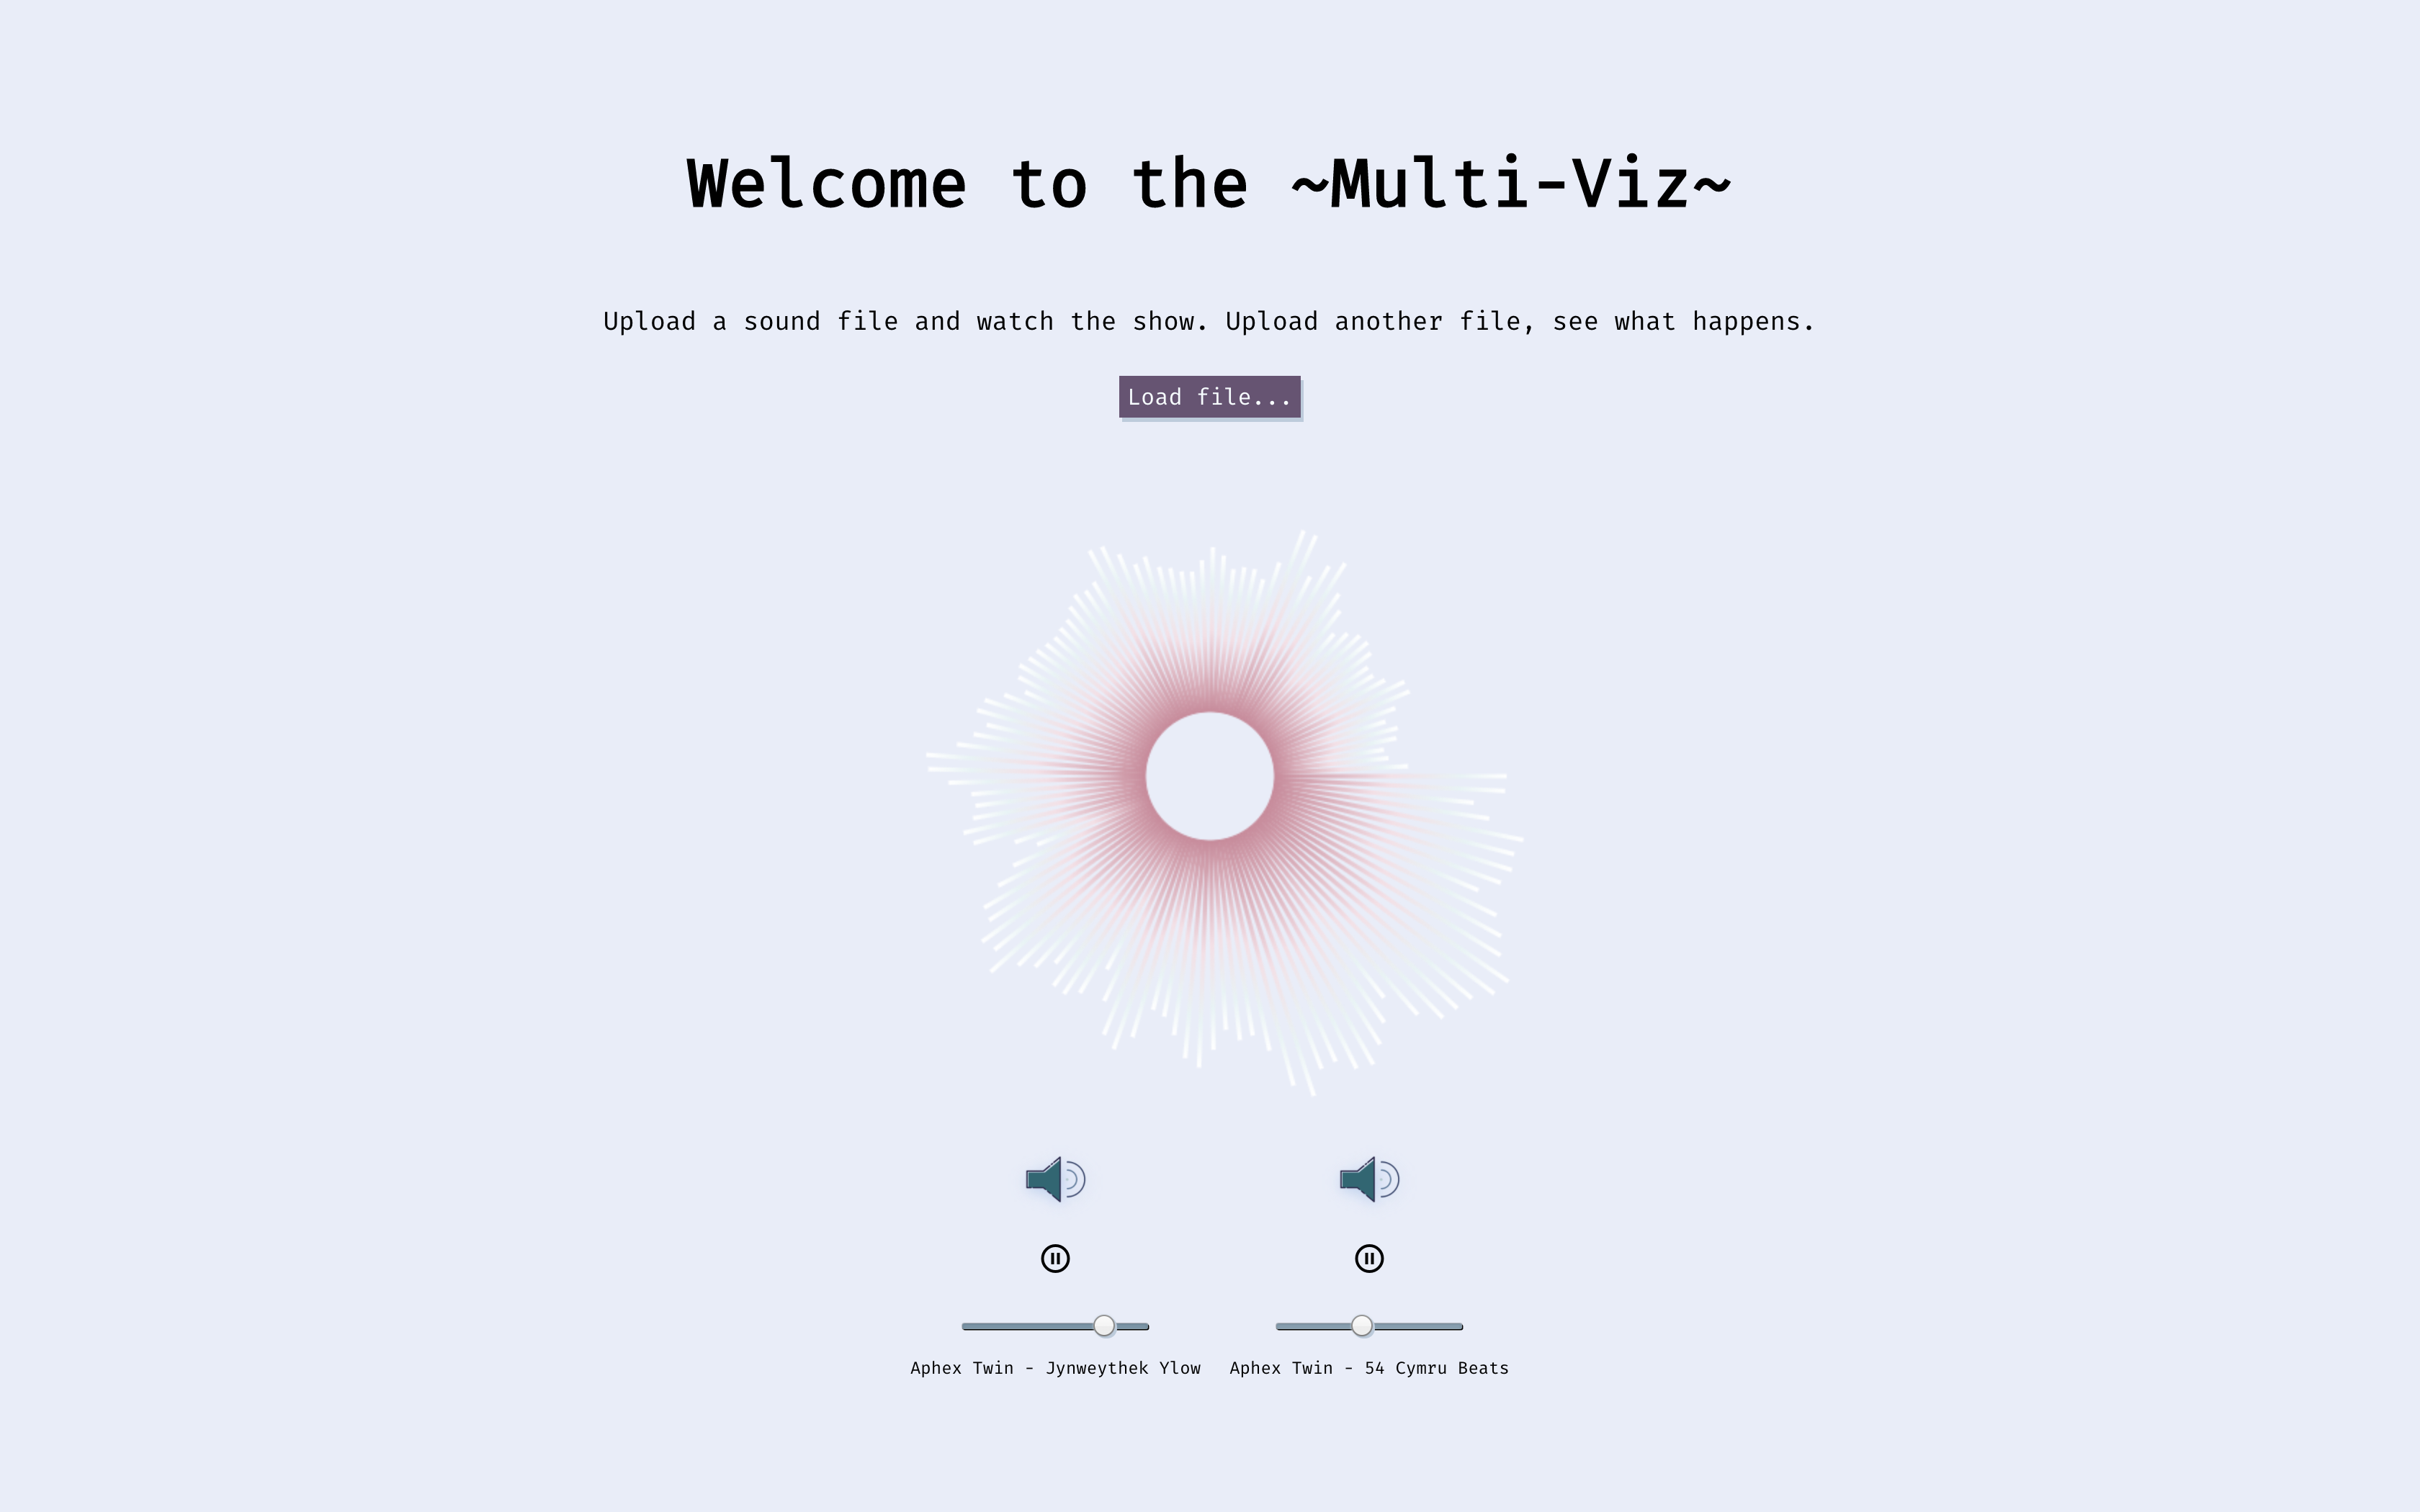 Welcome to the ~Multi-Viz~
Upload a sound file and watch the show. Upload another file, see what happens.
Load file...
Aphex Twin - Jynweythek Ylow
Aphex Twin - 54 Cymru Beats